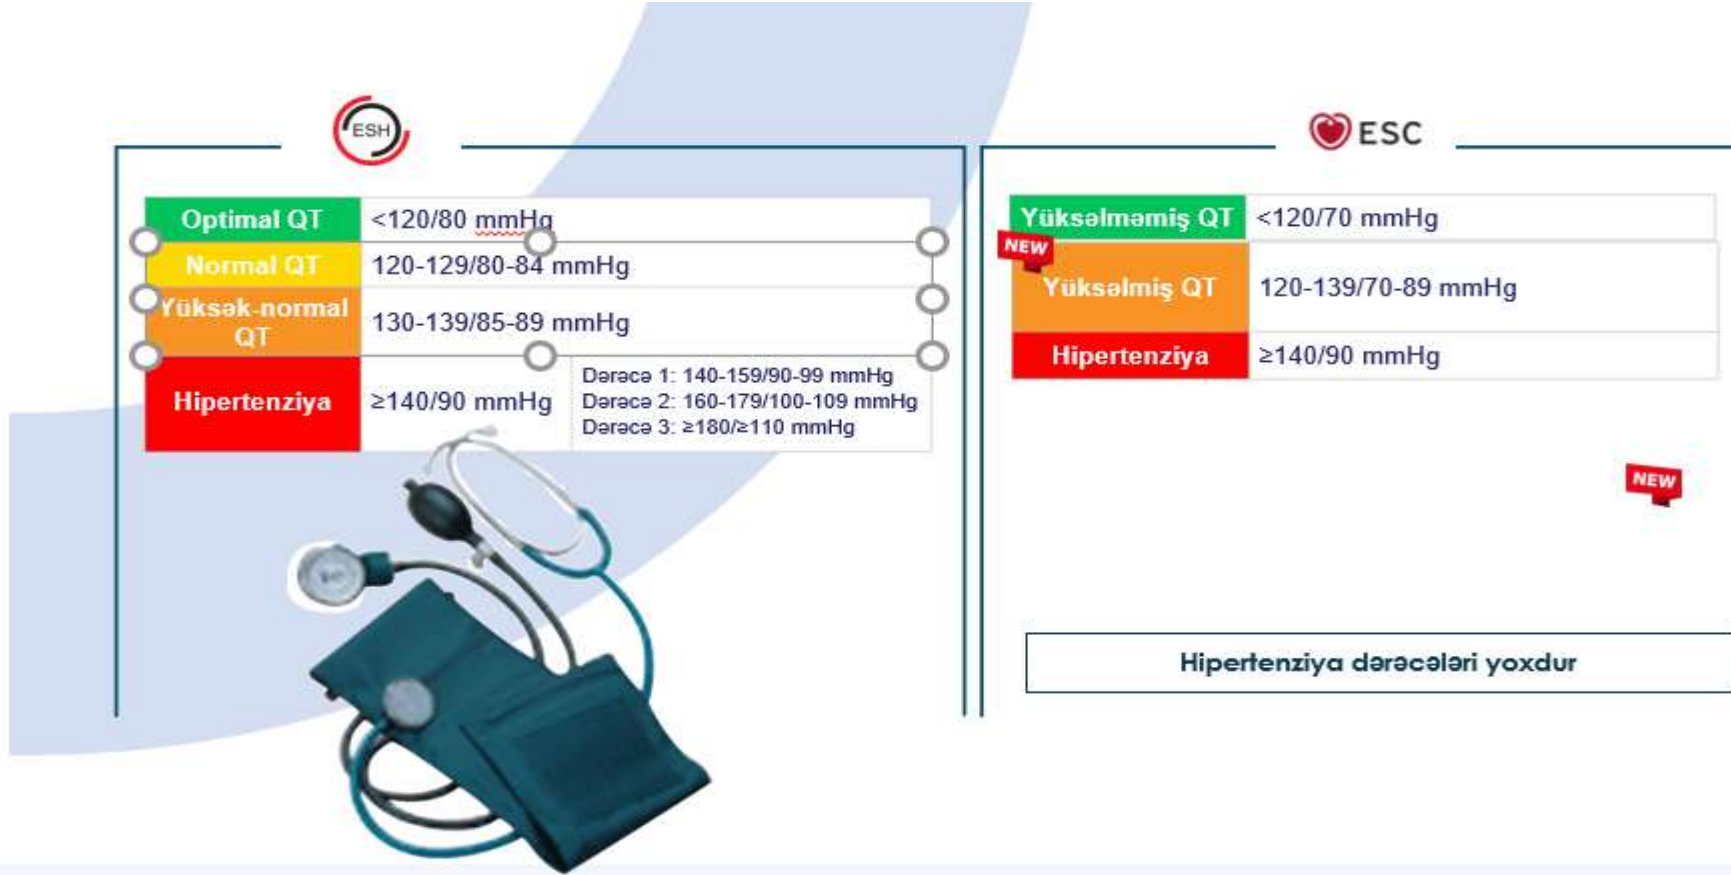 ESH
Optimal QT <120/80 mmHg
Normal QT 120-129/80-84 mmHg
Yüksək-normal
QT 130-139/85-89 mmHg
Hipertenziya ≥140/90 mmHg
Dərəcə 1: 140-159/90-99 mmHg
Dərəcə 2: 160-179/100-109 mmHg
Dərəcə 3: ≥180/≥110 mmHg
ESC
Yüksəlməmiş QT <120/70 mmHg
NEW
Yüksəlmiş QT 120-139/70-89 mmHg
Hipertenziya ≥140/90 mmHg
NEW
Hipertenziya dərəcələri yoxdur